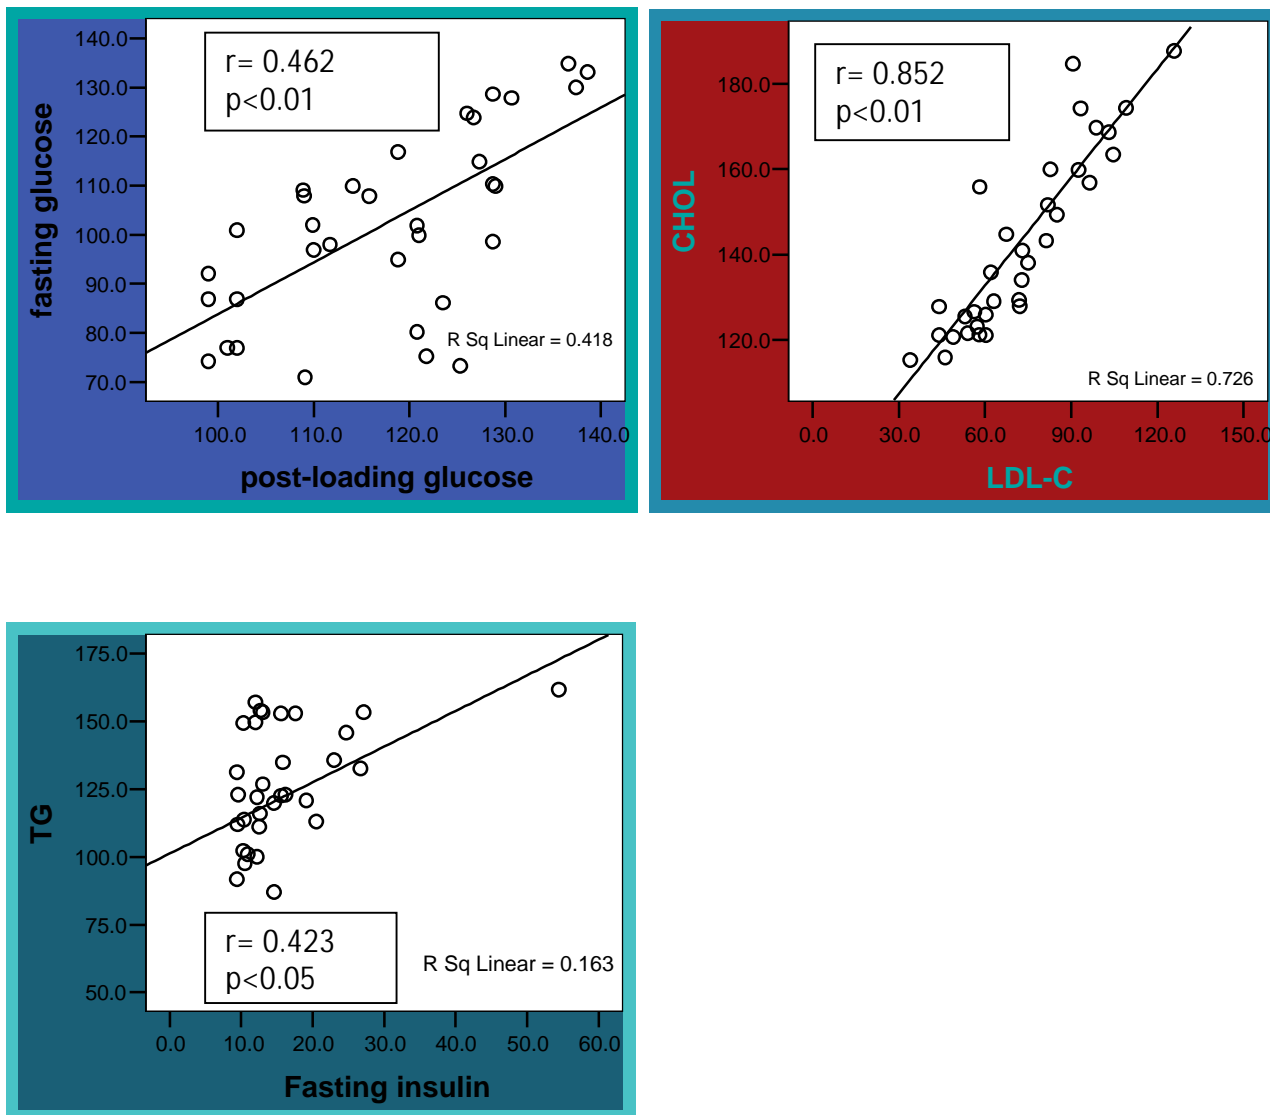 r= 0.462
p<0.01
140.0
130.0
120.0
110.0
100.0
90.0
80.0
70.0
fasting glucose
R Sq Linear = 0.418
100.0 110.0 120.0 130.0 140.0
post-loading glucose
r= 0.852
p<0.01
180.0
160.0
140.0
120.0
CHOL
R Sq Linear = 0.726
0.0 30.0 60.0 90.0 120.0 150.0
LDL-C
175.0
150.0
125.0
100.0
75.0
50.0
TG
r= 0.423
p<0.05
R Sq Linear = 0.163
0.0 10.0 20.0 30.0 40.0 50.0 60.0
Fasting insulin